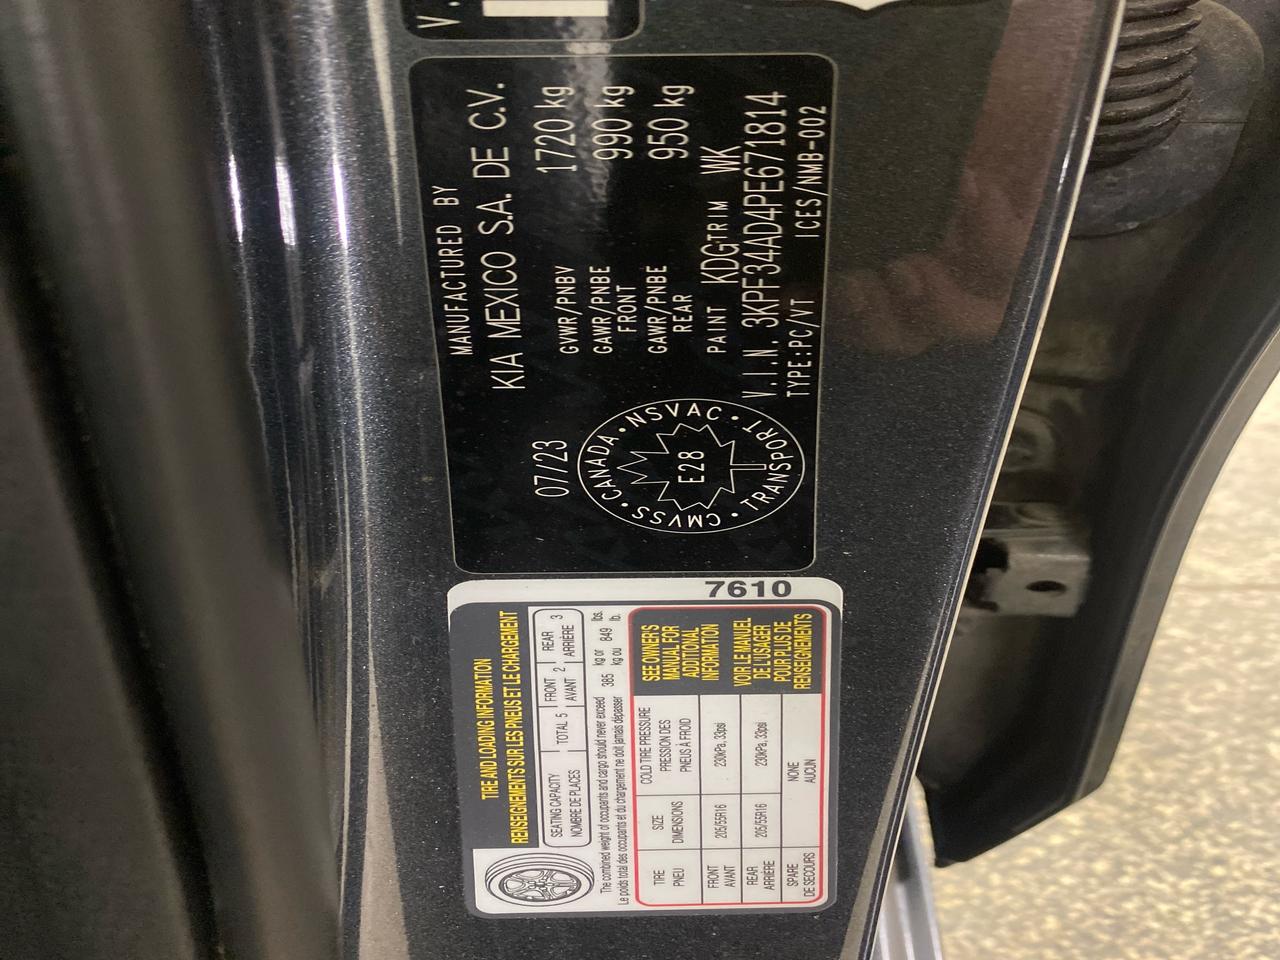 V.
MANUFACTURED BY
KIA MEXICO S.A. DE C.V.
07/23
GVWR/PNBV 1720 kg
GAWR/PNBE FRONT 990 kg
GAWR/PNBE REAR 950 kg
PAINT KDG TRIM WK
V.I.N. 3KPF34AD4PE671814
TYPE:PC/VT ICES/NMB-002
CANADA • NSVAC • TRANSPORT • CMVSS •
E28
7610
TIRE AND LOADING INFORMATION
RENSEIGNEMENTS SUR LES PNEUS ET LE CHARGEMENT
SEATING CAPACITY
NOMBRE DE PLACES
TOTAL 5
FRONT
AVANT
2
REAR
ARRIÈRE
3
The combined weight of occupants and cargo should never exceed 385 kg or 849 lbs.
Le poids total des occupants et du chargement ne doit jamais dépasser kg ou lb.
TIRE
PNEU
SIZE
DIMENSIONS
COLD TIRE PRESSURE
PRESSION DES
PNEUS À FROID
FRONT
AVANT
205/55R16
230kPa, 33psi
REAR
ARRIÈRE
205/55R16
230kPa, 33psi
SPARE
DE SECOURS
NONE
AUCUN
SEE OWNER'S
MANUAL FOR
ADDITIONAL
INFORMATION
VOIR LE MANUEL
DE L'USAGER
POUR PLUS DE
RENSEIGNEMENTS